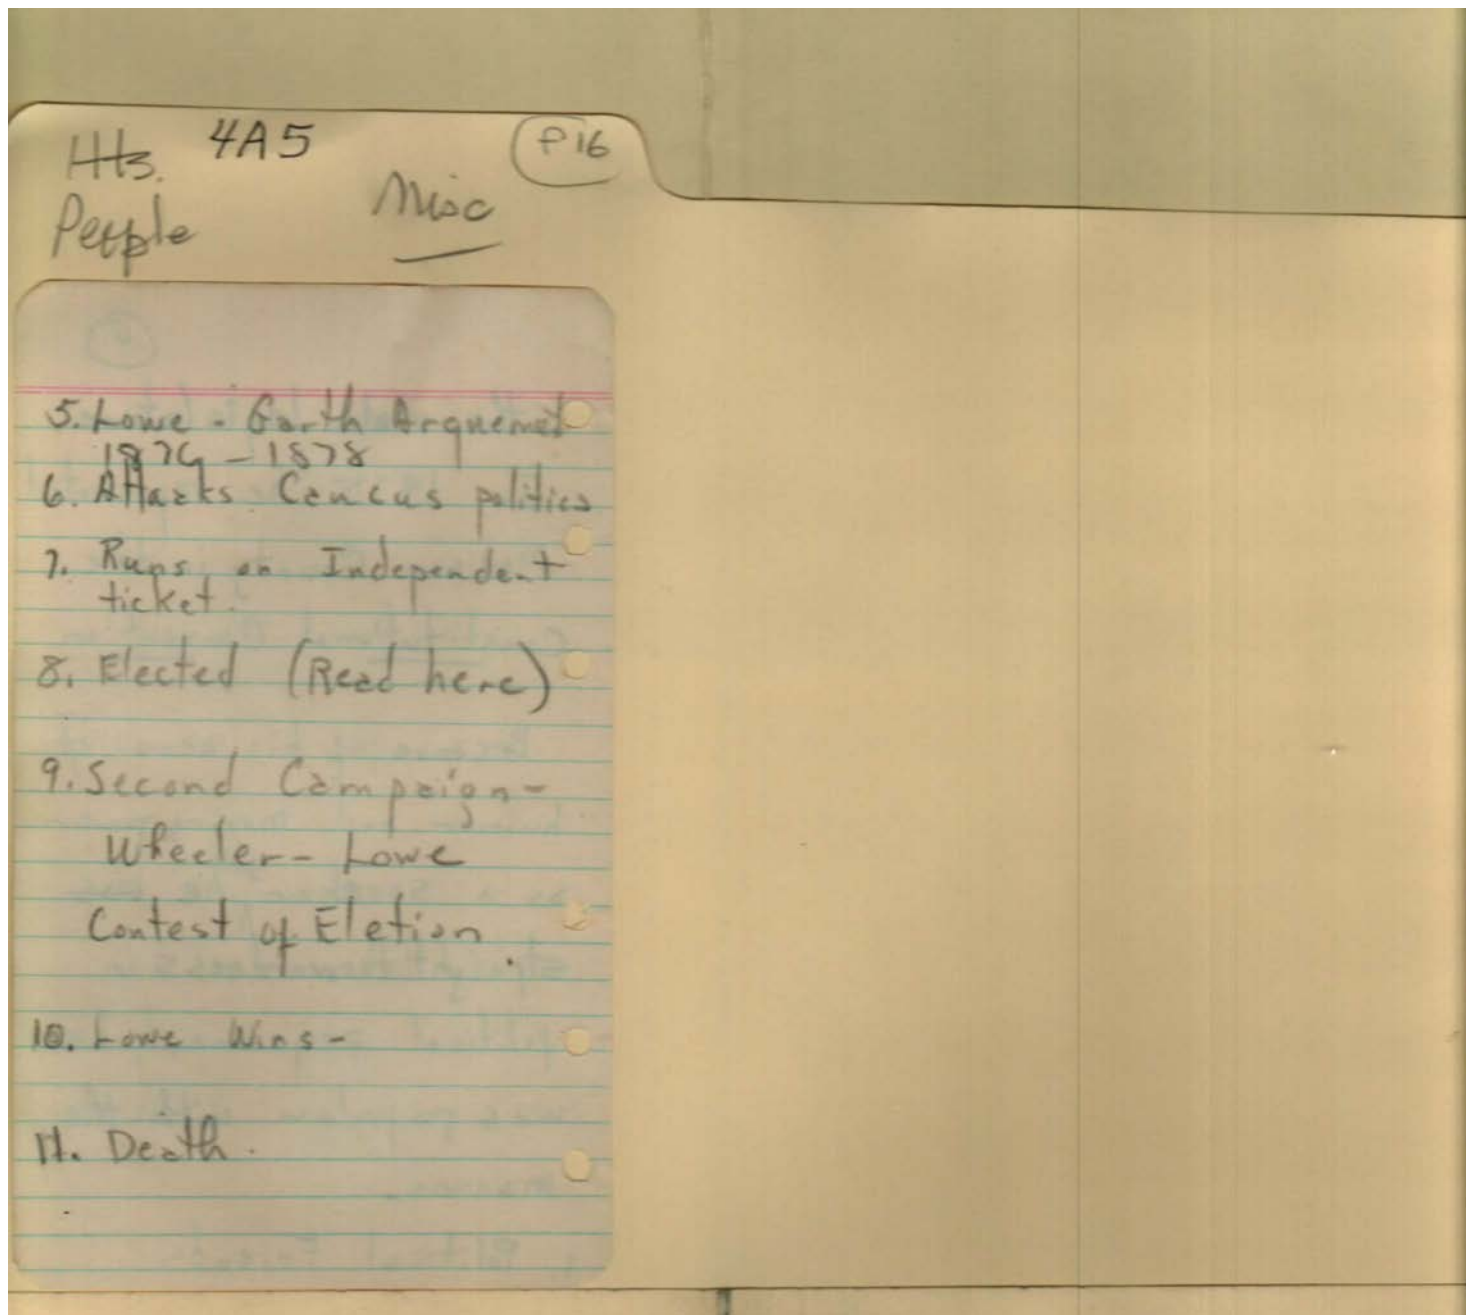 Hts. 4A5 P16
People Misc
5. Lowe - Garth Arguement
1876 - 1878
6. Attacks Caucus politics
7. Runs on Independent
ticket.
8. Elected (Read here)
9. Second Campaign-
Wheeler- Lowe
Contest of Eletion.
10. Lowe Wins-
11. Death.